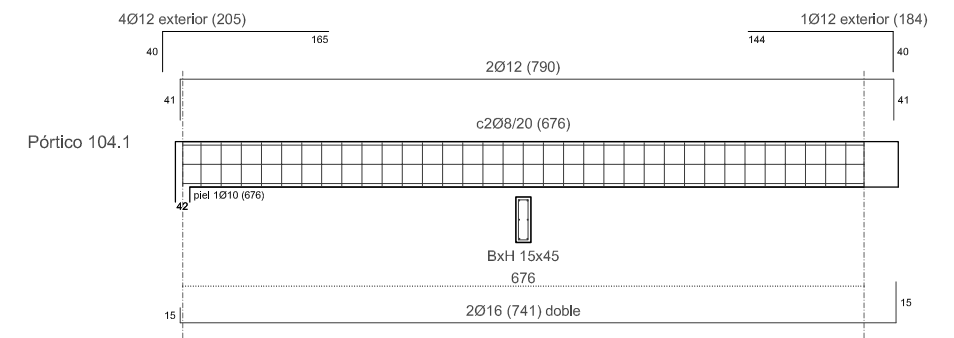 4Ø12 exterior (205)
1Ø12 exterior (184)
165
144
40
40
2Ø12 (790)
41
41
c2Ø8/20 (676)
Pórtico 104.1
piel 1Ø10 (676)
42
BxH 15x45
676
15
2Ø16 (741) doble
15